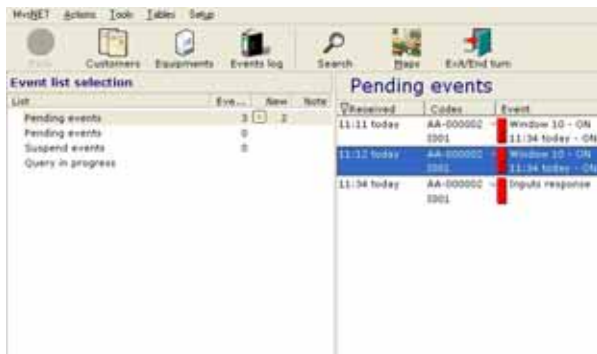 MvsNET Actions Tools Tables Setup
Customers Equipments Events log Search Maps Exit/End turn
Event list selection
List Eve... New Note
Pending events 3 3
Pending events 0
Suspend events 0
Query in progress
Pending events
Received Codes Event
11:11 today AA-000002 Window 10 - ON
0001 11:34 today - ON
11:12 today AA-000002 Window 10 - ON
0001 11:34 today - ON
11:34 today AA-000002 Inputs response
0001